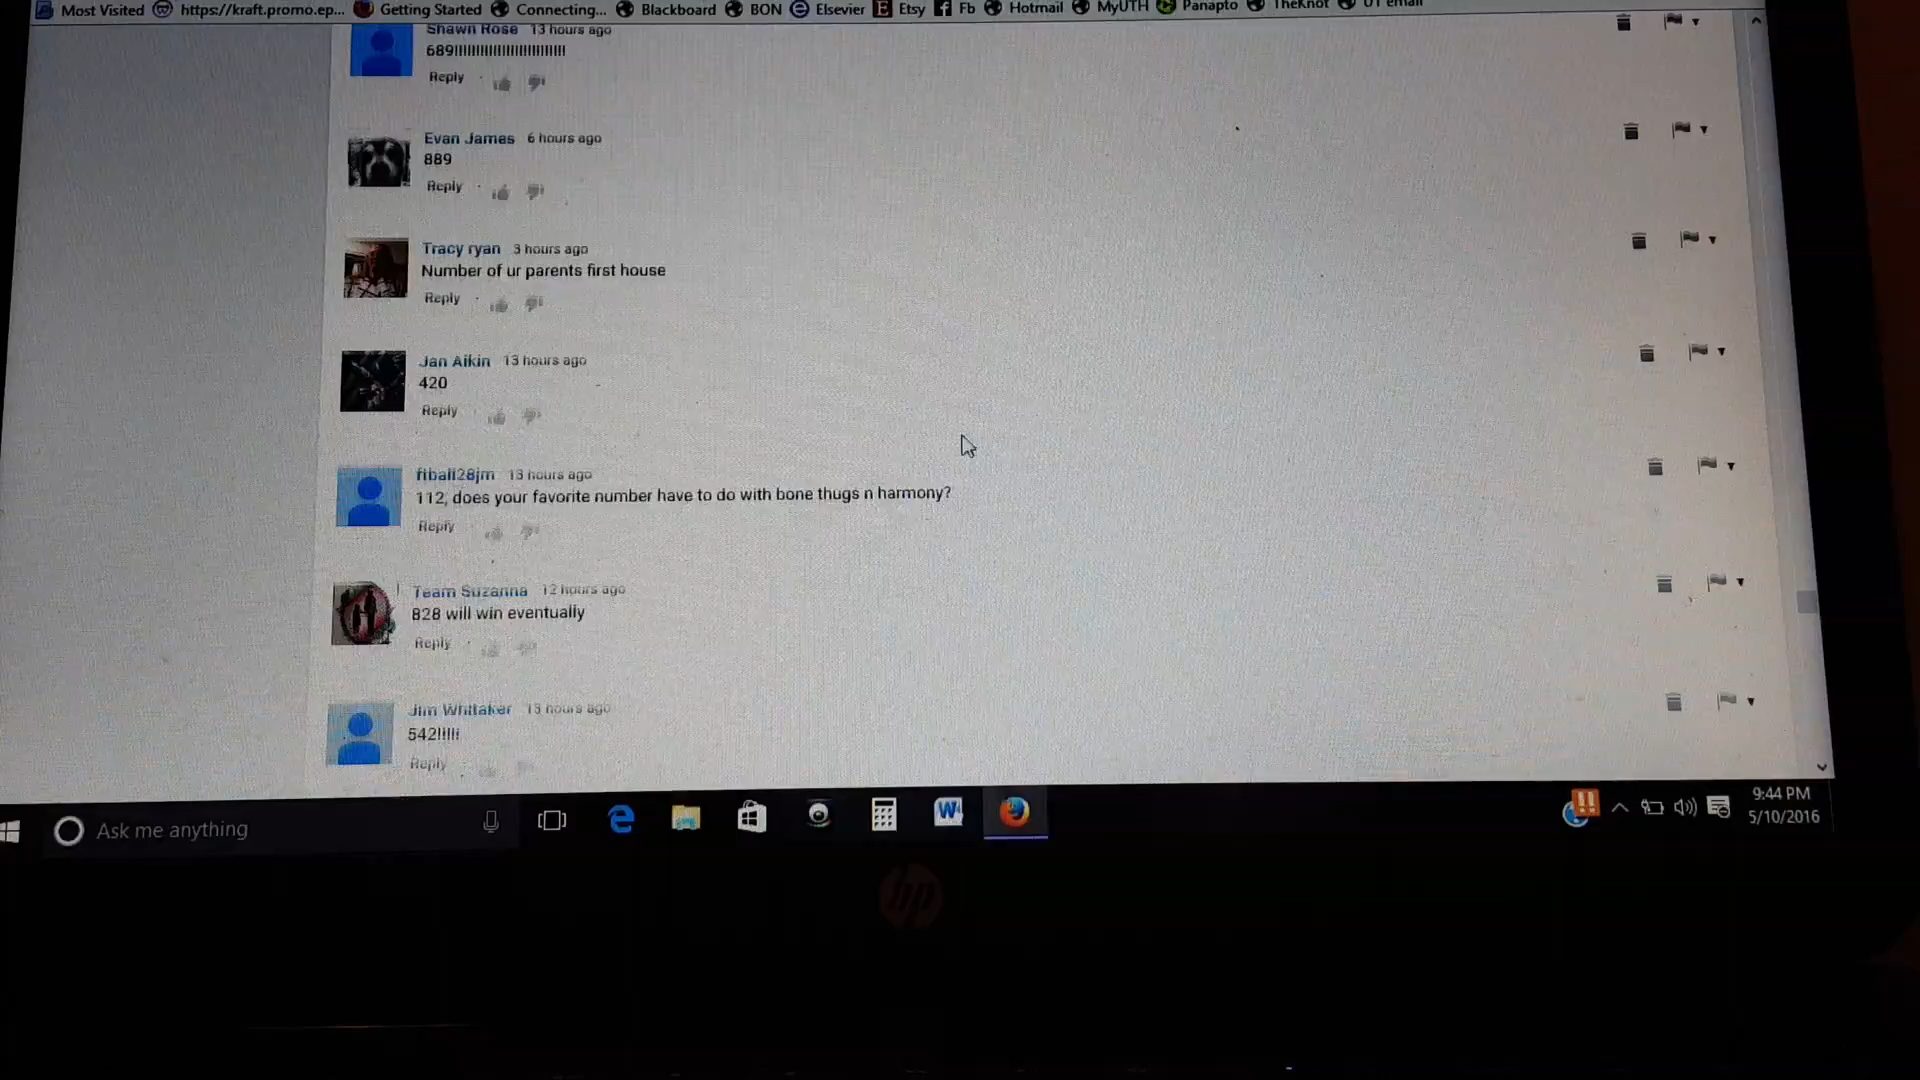 Most Visited https://kraft.promo.ep... Getting Started Connecting... Blackboard BON Elsevier Etsy Fb Hotmail MyUTH Panapto TheKnot UT email
Shawn Rose 13 hours ago
689!!!!!!!!!!!!!!!!!!!!!!!!!!
Reply
Evan James 6 hours ago
889
Reply
Tracy ryan 3 hours ago
Number of ur parents first house
Reply
Jan Aikin 13 hours ago
420
Reply
ftball28jm 13 hours ago
112, does your favorite number have to do with bone thugs n harmony?
Reply
Team Suzanna 12 hours ago
828 will win eventually
Reply
Jim Whittaker 13 hours ago
542!!!!!
Reply
Ask me anything
9:44 PM
5/10/2016
hp